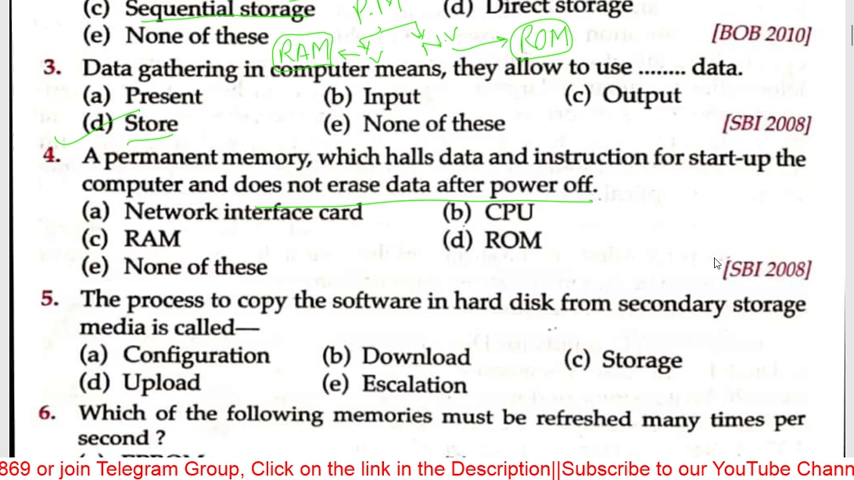 (c) Sequential storage P.M (d) Direct storage
(e) None of these RAM V N.V ROM [BOB 2010]
3. Data gathering in computer means, they allow to use ........ data.
(a) Present (b) Input (c) Output
(d) Store (e) None of these [SBI 2008]
4. A permanent memory, which halls data and instruction for start-up the
computer and does not erase data after power off.
(a) Network interface card (b) CPU
(c) RAM (d) ROM
(e) None of these [SBI 2008]
5. The process to copy the software in hard disk from secondary storage
media is called—
(a) Configuration (b) Download (c) Storage
(d) Upload (e) Escalation
6. Which of the following memories must be refreshed many times per
second ?
869 or join Telegram Group, Click on the link in the Description||Subscribe to our YouTube Chann